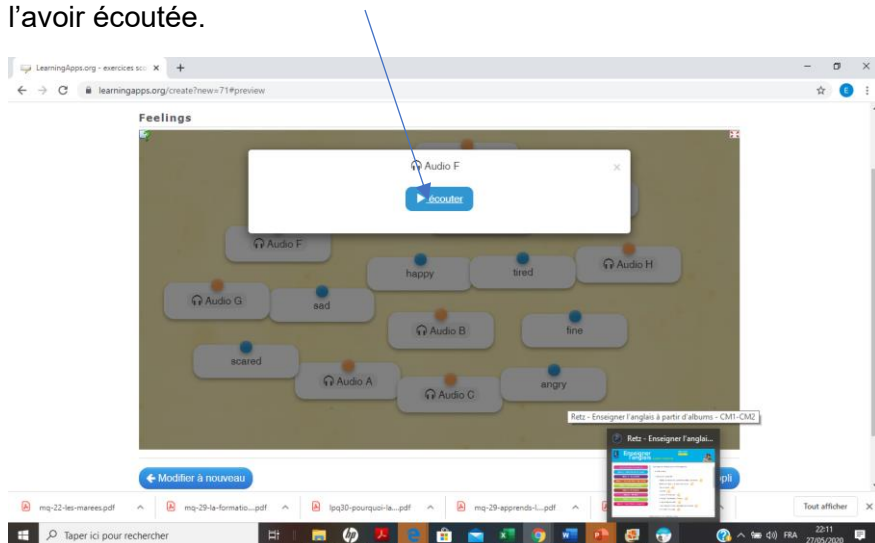 l’avoir écoutée.
LearningApps.org - exercices sco
learningapps.org/create?new=71#preview
E
Feelings
Audio F
écouter
Audio F
happy
tired
Audio H
Audio G
sad
Audio B
fine
scared
Audio A
Audio C
angry
Retz - Enseigner l'anglais à partir d'albums - CM1-CM2
Retz - Enseigner l'anglai...
Modifier à nouveau
pli
mq-22-les-marees.pdf
mq-29-la-formatio....pdf
lpq30-pourquoi-la....pdf
mq-29-apprends-l....pdf
Tout afficher
Taper ici pour rechercher
FRA
22:11
27/05/2020